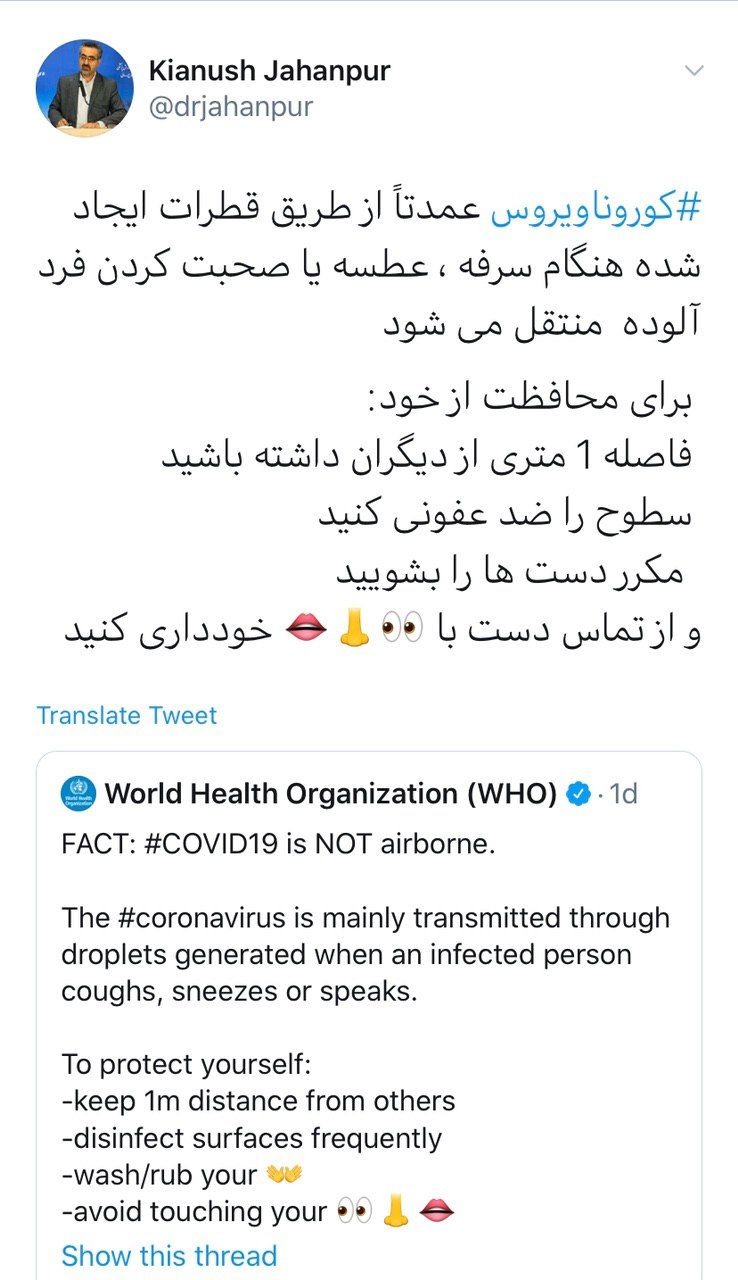 Kianush Jahanpur
@drjahanpur
#کوروناویروس عمدتاً از طریق قطرات ایجاد
شده هنگام سرفه ، عطسه یا صحبت کردن فرد
آلوده منتقل می شود
برای محافظت از خود:
فاصله 1 متری از دیگران داشته باشید
سطوح را ضد عفونی کنید
مکرر دست ها را بشویید
و از تماس دست با 👀👃👄 خودداری کنید
Translate Tweet
World Health Organization (WHO) · 1d
FACT: #COVID19 is NOT airborne.
The #coronavirus is mainly transmitted through
droplets generated when an infected person
coughs, sneezes or speaks.
To protect yourself:
-keep 1m distance from others
-disinfect surfaces frequently
-wash/rub your 👐
-avoid touching your 👀👃👄
Show this thread